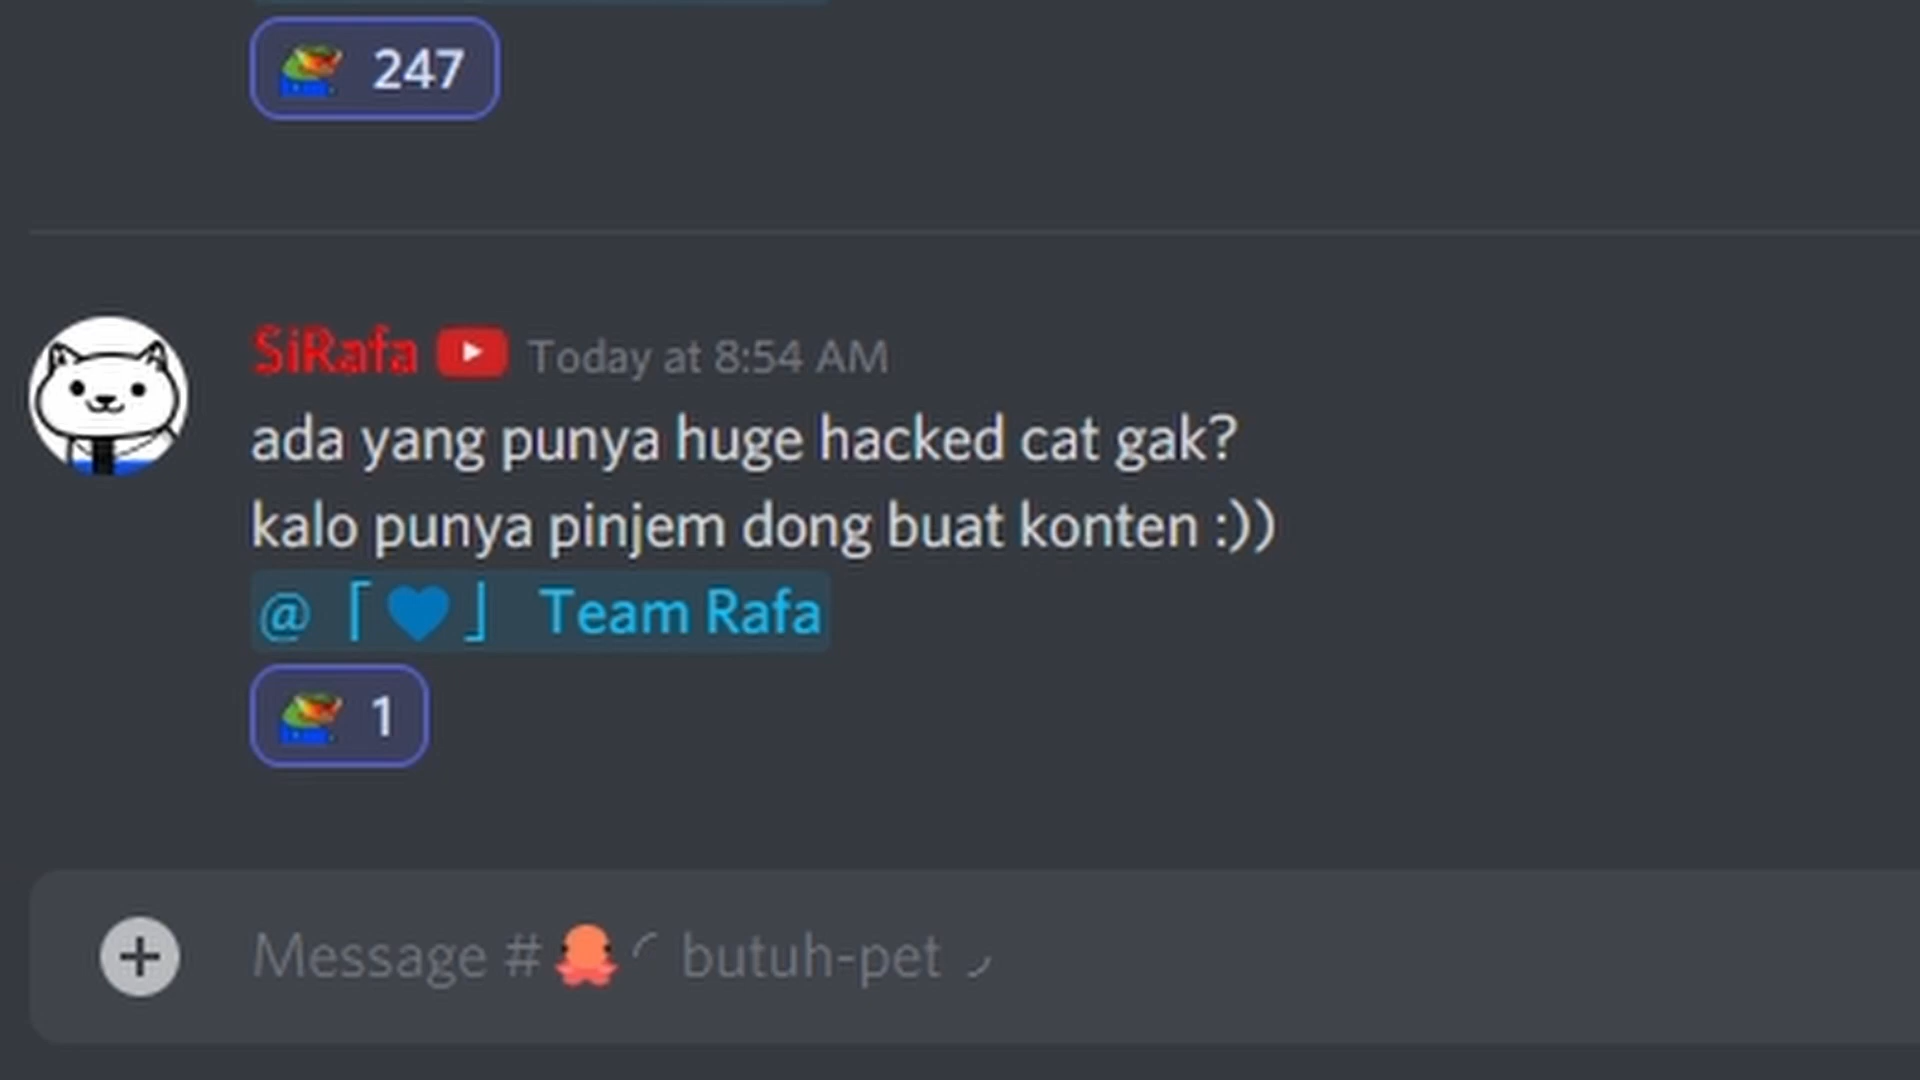 247
SiRafa Today at 8:54 AM
ada yang punya huge hacked cat gak?
kalo punya pinjem dong buat konten :))
@「💙」 Team Rafa
1
Message #🐙╭ butuh-pet ╯